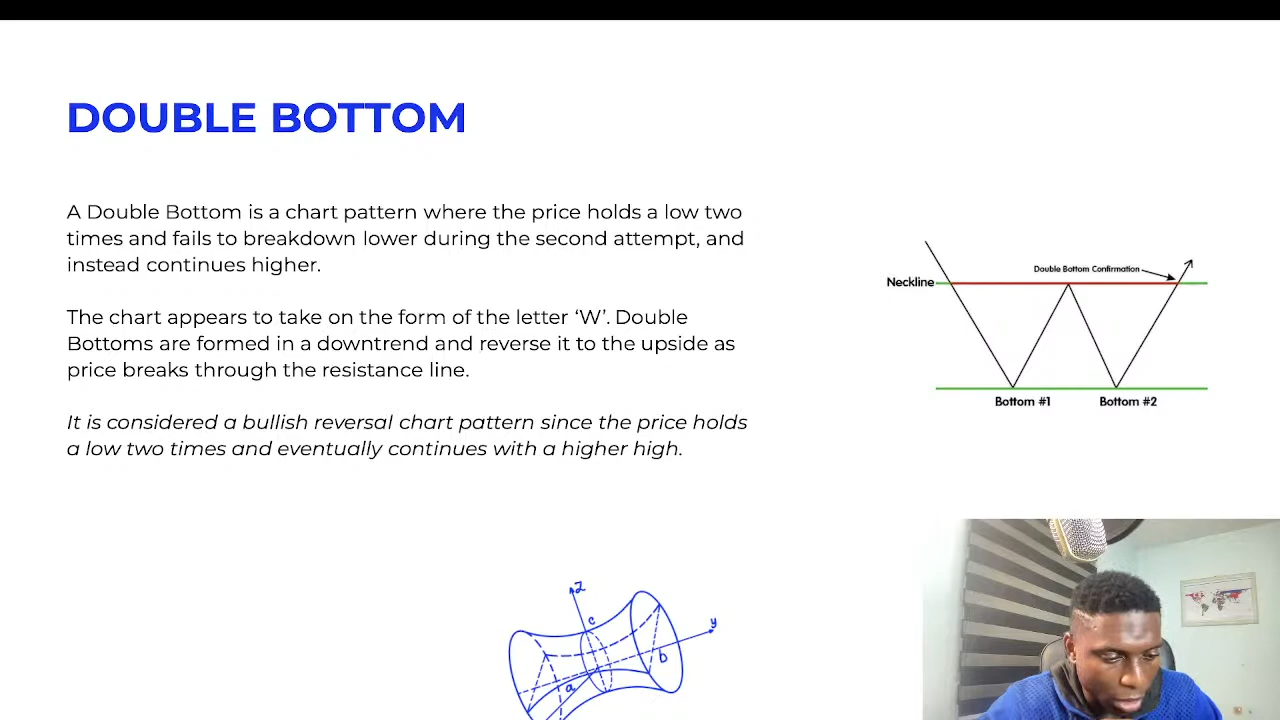 DOUBLE BOTTOM
A Double Bottom is a chart pattern where the price holds a low two
times and fails to breakdown lower during the second attempt, and
instead continues higher.
The chart appears to take on the form of the letter ‘W’. Double
Bottoms are formed in a downtrend and reverse it to the upside as
price breaks through the resistance line.
It is considered a bullish reversal chart pattern since the price holds
a low two times and eventually continues with a higher high.
Double Bottom Confirmation
Neckline
Bottom #1
Bottom #2
z
c
y
b
a